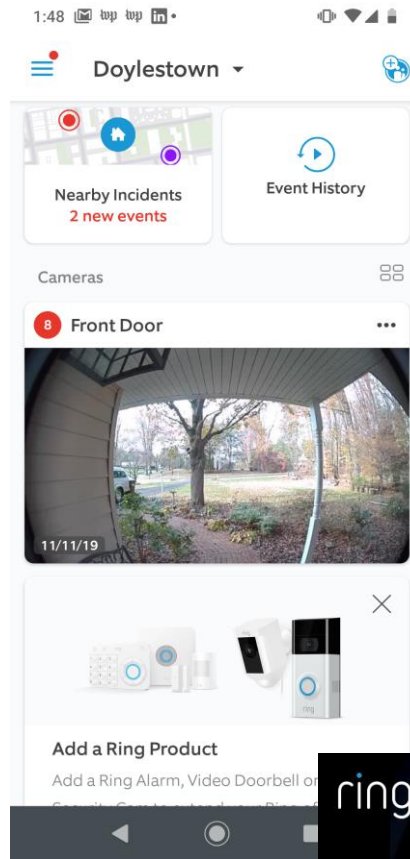 1:48
Doylestown
Nearby Incidents
2 new events
Event History
Cameras
8 Front Door
11/11/19
ring
Add a Ring Product
Add a Ring Alarm, Video Doorbell or
ring